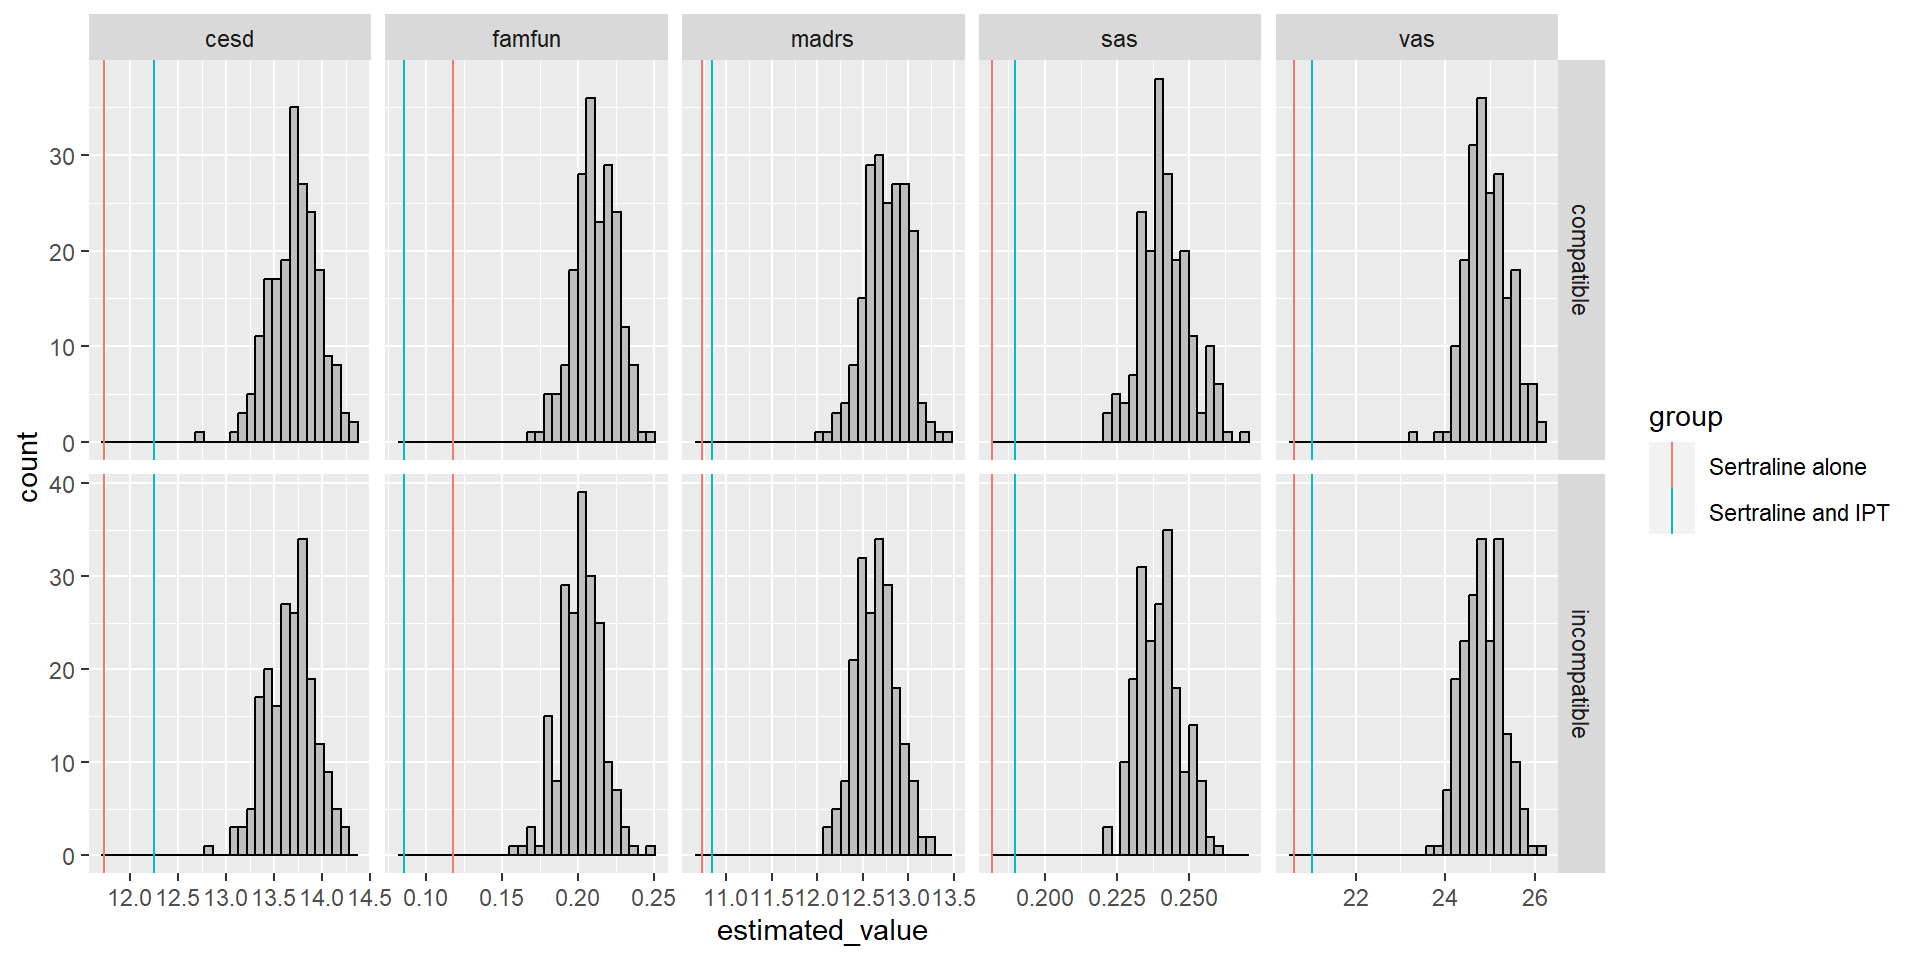 cesd famfun madrs sas vas
30
20
10
0
compatible
count
40
30
20
10
0
incompatible
12.0 12.5 13.0 13.5 14.0 14.5 0.10 0.15 0.20 0.25 11.0 11.5 12.0 12.5 13.0 13.5 0.200 0.225 0.250 22 24 26
estimated_value
group
Sertraline alone
Sertraline and IPT